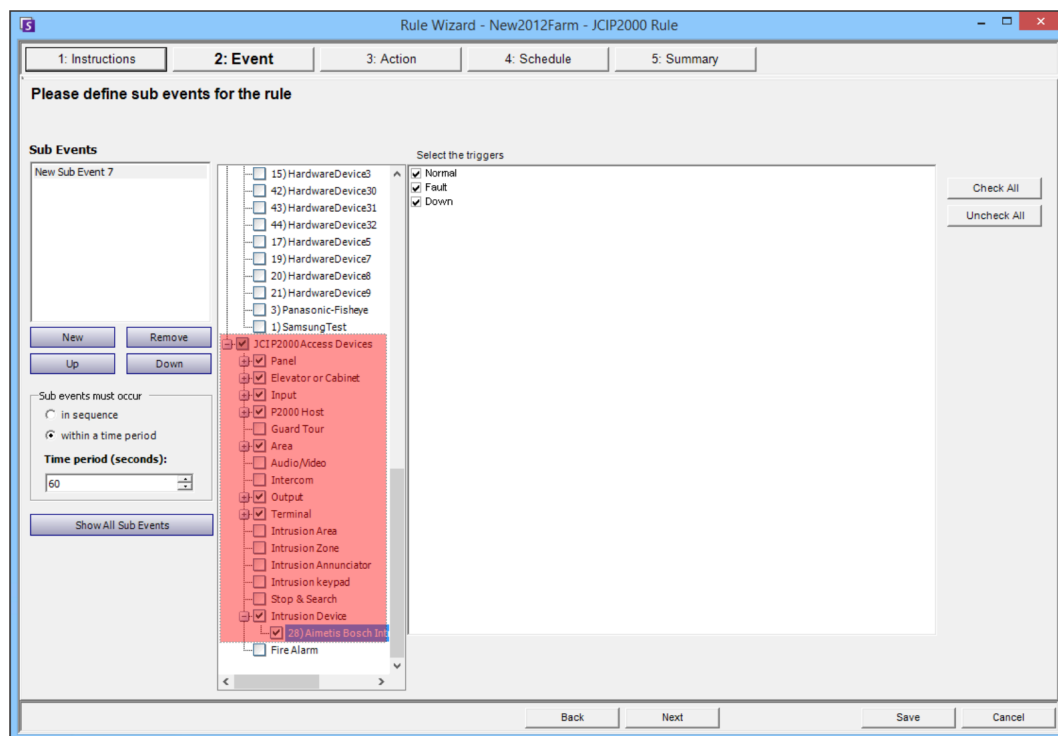 Rule Wizard - New2012Farm - JCIP2000 Rule
1: Instructions
2: Event
3: Action
4: Schedule
5: Summary
Please define sub events for the rule
Sub Events
New Sub Event 7
New
Remove
Up
Down
Sub events must occur
in sequence
within a time period
Time period (seconds):
60
Show All Sub Events
15) HardwareDevice3
42) HardwareDevice30
43) HardwareDevice31
44) HardwareDevice32
17) HardwareDevice5
19) HardwareDevice7
20) HardwareDevice8
21) HardwareDevice9
3) Panasonic-Fisheye
1) SamsungTest
JCIP2000 Access Devices
Panel
Elevator or Cabinet
Input
P2000 Host
Guard Tour
Area
Audio/Video
Intercom
Output
Terminal
Intrusion Area
Intrusion Zone
Intrusion Annunciator
Intrusion keypad
Stop & Search
Intrusion Device
28) Aimetis Bosch Int
Fire Alarm
Select the triggers
Normal
Fault
Down
Check All
Uncheck All
Back
Next
Save
Cancel